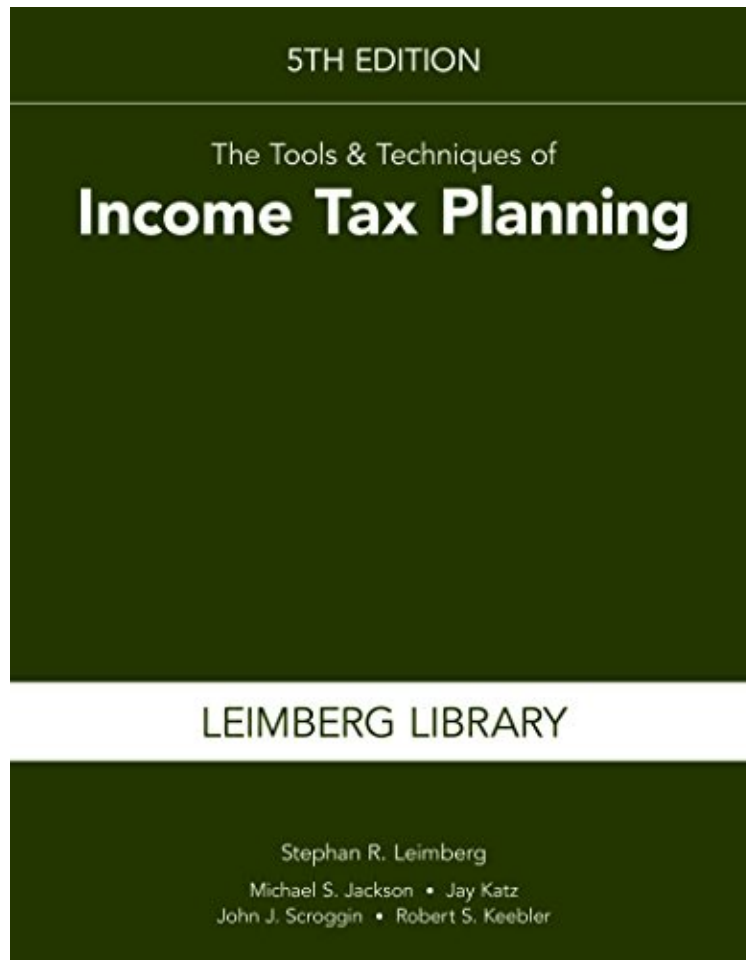 5TH EDITION
The Tools & Techniques of
Income Tax Planning
LEIMBERG LIBRARY
Stephan R. Leimberg
Michael S. Jackson • Jay Katz
John J. Scroggin • Robert S. Keebler